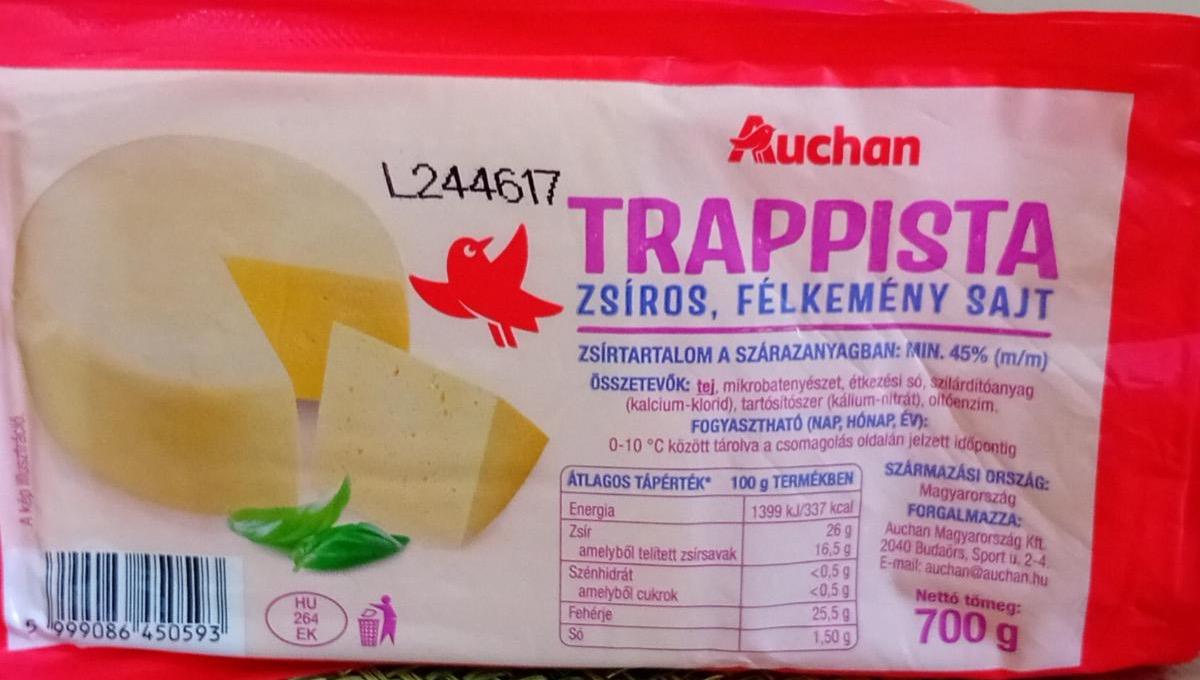 Auchan
L244617
TRAPPISTA
ZSÍROS, FÉLKEMÉNY SAJT
ZSÍRTARTALOM A SZÁRAZANYAGBAN: MIN. 45% (m/m)
ÖSSZETEVŐK: tej, mikrobatenyészet, étkezési só, szilárdítóanyag
(kalcium-klorid), tartósítószer (kálium-nitrát), oltóenzim.
FOGYASZTHATÓ (NAP, HÓNAP, ÉV):
0-10 °C között tárolva a csomagolás oldalán jelzett időpontig
ÁTLAGOS TÁPÉRTÉK* 100 g TERMÉKBEN
Energia 1399 kJ/337 kcal
Zsír 26 g
amelyből telített zsírsavak 16,5 g
Szénhidrát <0,5 g
amelyből cukrok <0,5 g
Fehérje 25,5 g
Só 1,50 g
SZÁRMAZÁSI ORSZÁG:
Magyarország
FORGALMAZZA:
Auchan Magyarország Kft.
2040 Budaörs, Sport u. 2-4.
E-mail: auchan@auchan.hu
Nettó tömeg:
700 g
A kép illusztráció
5 999086 450593
HU
264
EK